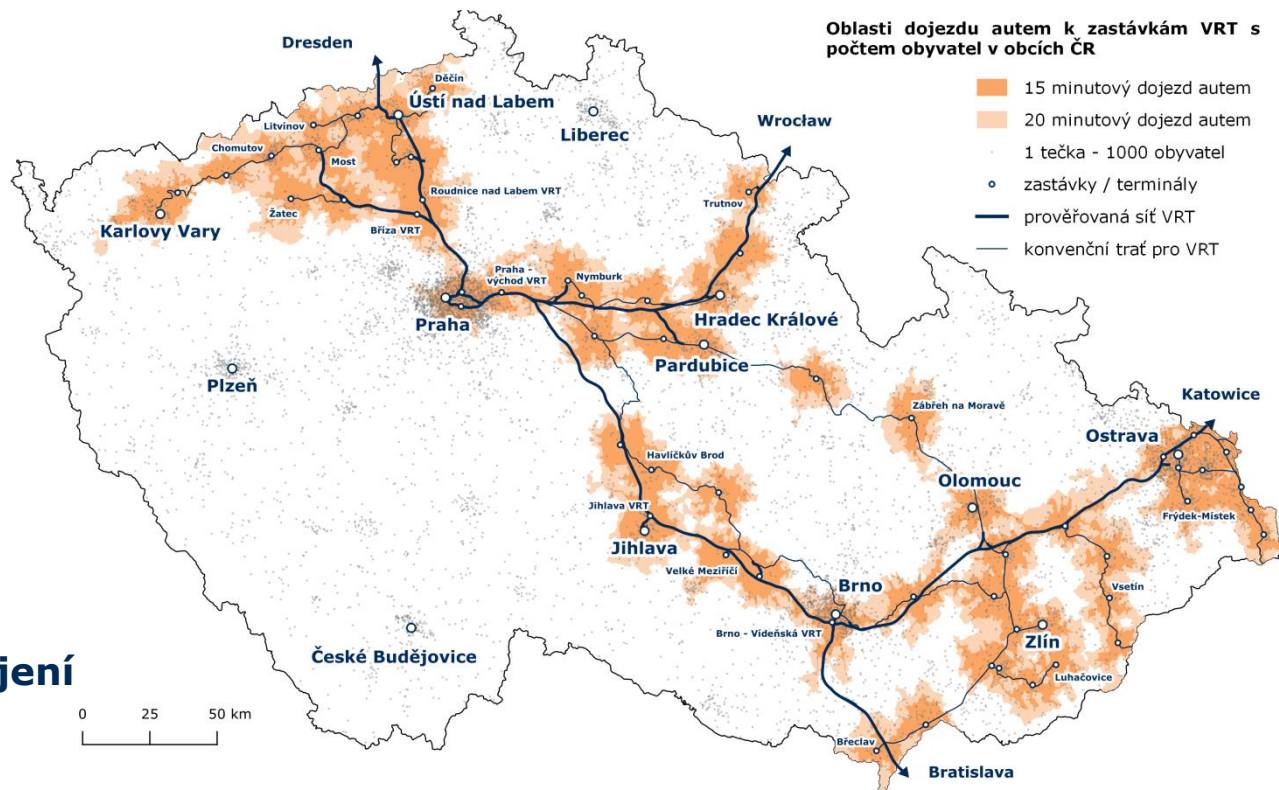 Oblasti dojezdu autem k zastávkám VRT s
počtem obyvatel v obcích ČR
15 minutový dojezd autem
20 minutový dojezd autem
1 tečka - 1000 obyvatel
zastávky / terminály
prověřovaná síť VRT
konvenční trať pro VRT
Dresden
Děčín
Ústí nad Labem
Litvínov
Liberec
Wrocław
Chomutov
Most
Roudnice nad Labem VRT
Trutnov
Žatec
Karlovy Vary
Bříza VRT
Praha -
východ VRT
Nymburk
Praha
Hradec Králové
Pardubice
Plzeň
Katowice
Zábřeh na Moravě
Ostrava
Havlíčkův Brod
Olomouc
Jihlava VRT
Frýdek-Místek
Jihlava
Velké Meziříčí
Brno
Vsetín
Brno - Vídeňská VRT
Zlín
České Budějovice
Luhačovice
jení
0 25 50 km
Břeclav
Bratislava